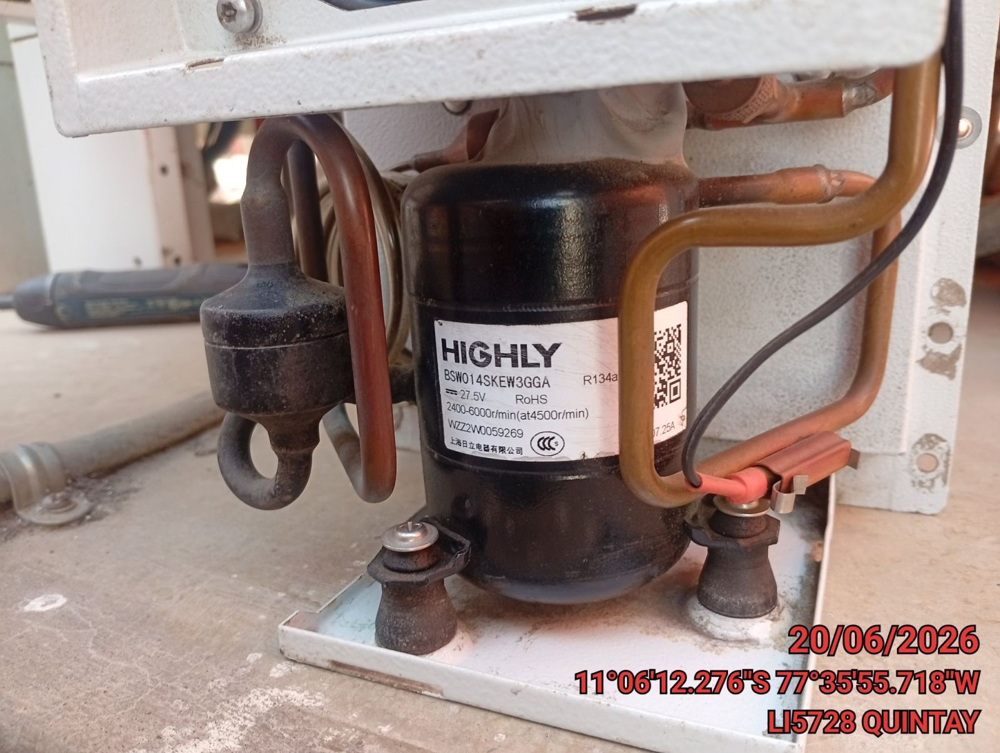 HIGHLY
BSW014SKEW3GGA R134a
27.5V RoHS
2400-6000r/min(at4500r/min)
WZZ2W0059269
07.25A
上海日立电器有限公司 CCC S
20/06/2026
11°06'12.276"S 77°35'55.718"W
LI5728 QUINTAY